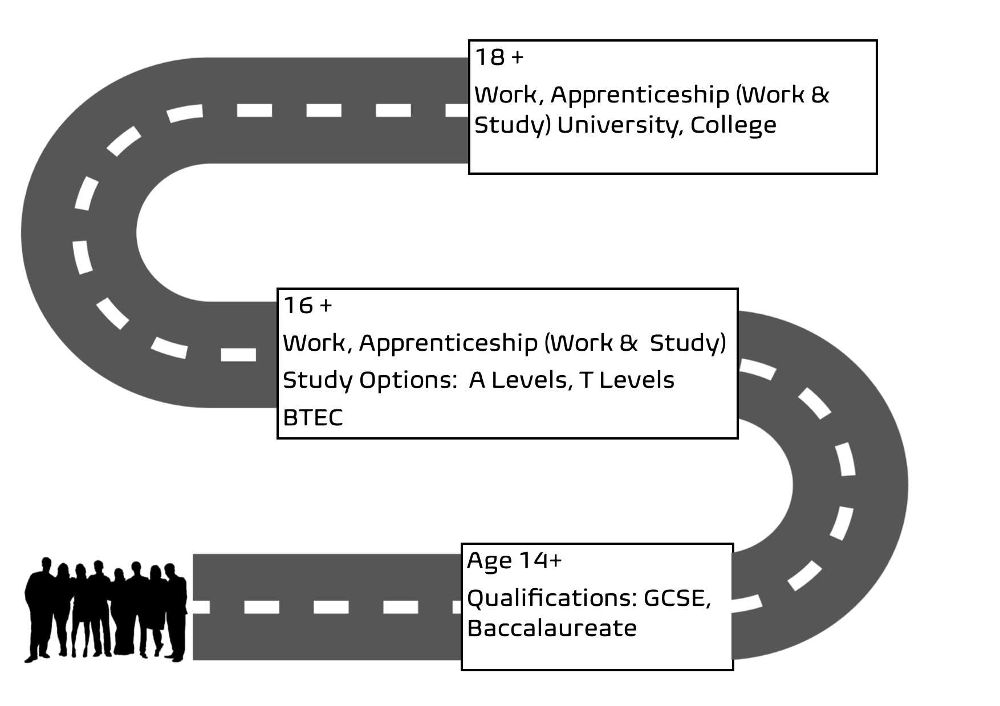 18 +
Work, Apprenticeship (Work &
Study) University, College
16 +
Work, Apprenticeship (Work &  Study)
Study Options:  A Levels, T Levels
BTEC
Age 14+
Qualifications: GCSE,
Baccalaureate